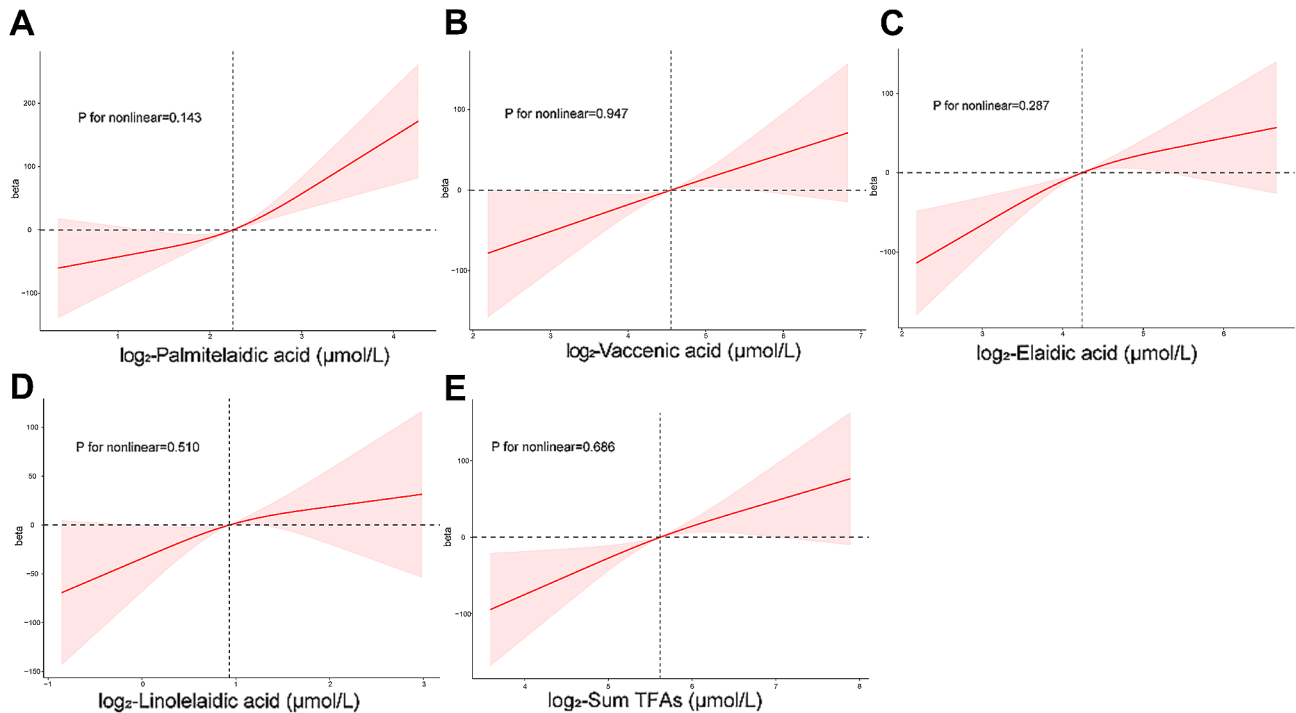 A
P for nonlinear=0.143
200
100
0
−100
beta
1
2
3
4
log₂-Palmitelaidic acid (µmol/L)
B
P for nonlinear=0.947
100
0
−100
beta
2
3
4
5
6
7
log₂-Vaccenic acid (µmol/L)
C
P for nonlinear=0.287
100
0
−100
beta
2
3
4
5
6
log₂-Elaidic acid (µmol/L)
D
P for nonlinear=0.510
100
50
0
−50
−100
−150
beta
−1
0
1
2
3
log₂-Linolelaidic acid (µmol/L)
E
P for nonlinear=0.686
100
0
−100
beta
4
5
6
7
8
log₂-Sum TFAs (µmol/L)